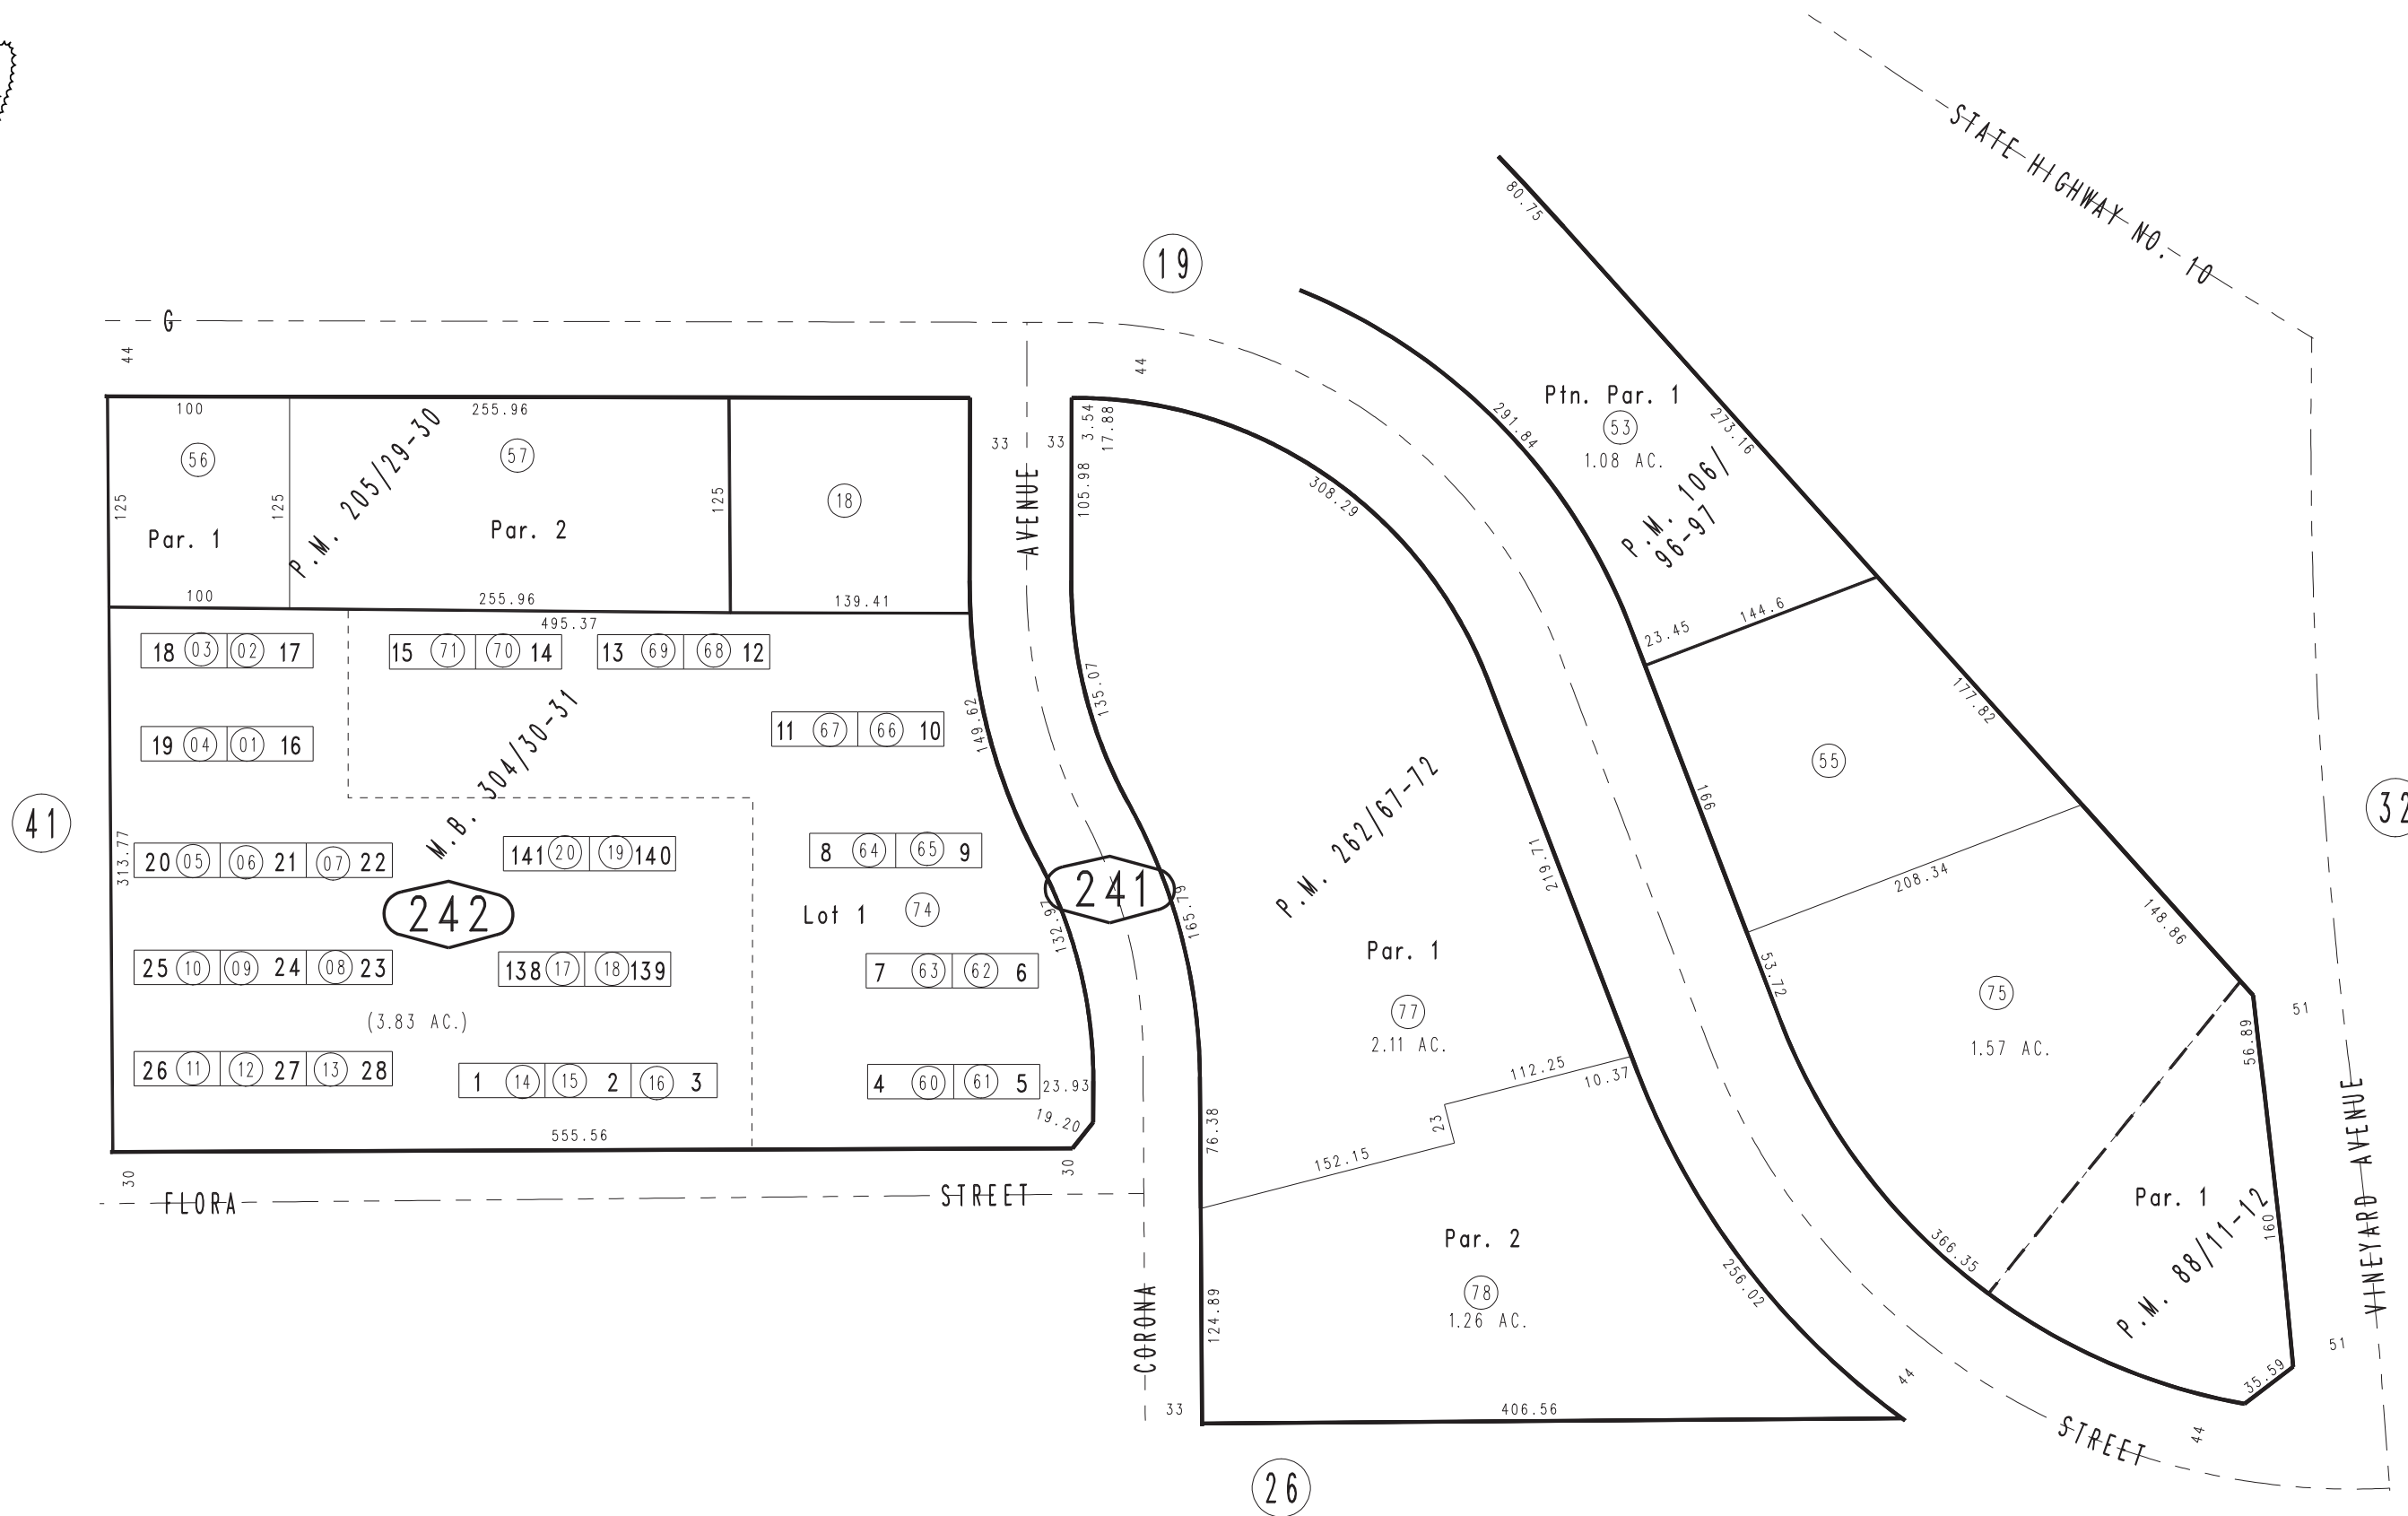 STATE HIGHWAY NO. 10
80.75
19
G
44
44
100
255.96
3.54
17.88
33
33
291.84
Ptn. Par. 1
53
1.08 AC.
273.16
P.M. 106/
96-97
56
P.M. 205/29-30
57
18
AVENUE
105.98
308.29
125
125
125
Par. 1
Par. 2
100
255.96
139.41
495.37
23.45
144.6
18 03 02 17
15 71 70 14
13 69 68 12
135.07
149.62
177.82
11 67 66 10
19 04 01 16
M.B. 304/30-31
P.M. 262/67-72
55
166
41
32
313.77
20 05 06 21 07 22
141 20 19 140
8 64 65 9
219.71
208.34
242
241
Lot 1
74
132.97
165.79
148.86
Par. 1
25 10 09 24 08 23
138 17 18 139
7 63 62 6
53.72
75
51
77
(3.83 AC.)
2.11 AC.
1.57 AC.
56.89
26 11 12 27 13 28
1 14 15 2 16 3
4 60 61 5
23.93
112.25
10.37
19.20
23
555.56
76.38
VINEYARD AVENUE
30
30
152.15
FLORA
STREET
Par. 1
160
Par. 2
366.35
P.M. 88/11-12
256.02
78
1.26 AC.
CORONA
124.89
51
44
35.59
33
406.56
STREET
44
26